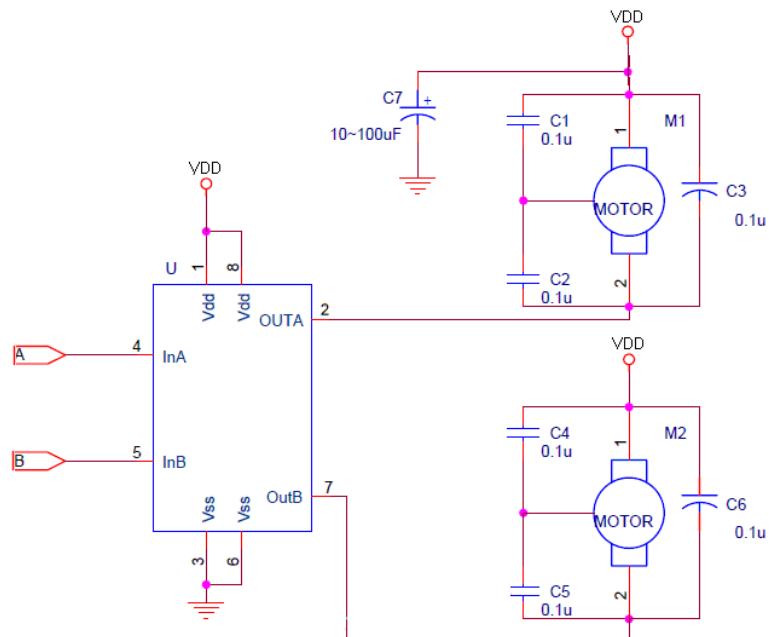 VDD
C7
+
10~100uF
C1
0.1u
1
M1
MOTOR
C3
0.1u
C2
0.1u
2
VDD
U
1
8
Vdd
Vdd
OUTA
2
A
4
InA
B
5
InB
OutB
7
Vss
Vss
3
6
VDD
C4
0.1u
1
M2
MOTOR
C6
0.1u
C5
0.1u
2